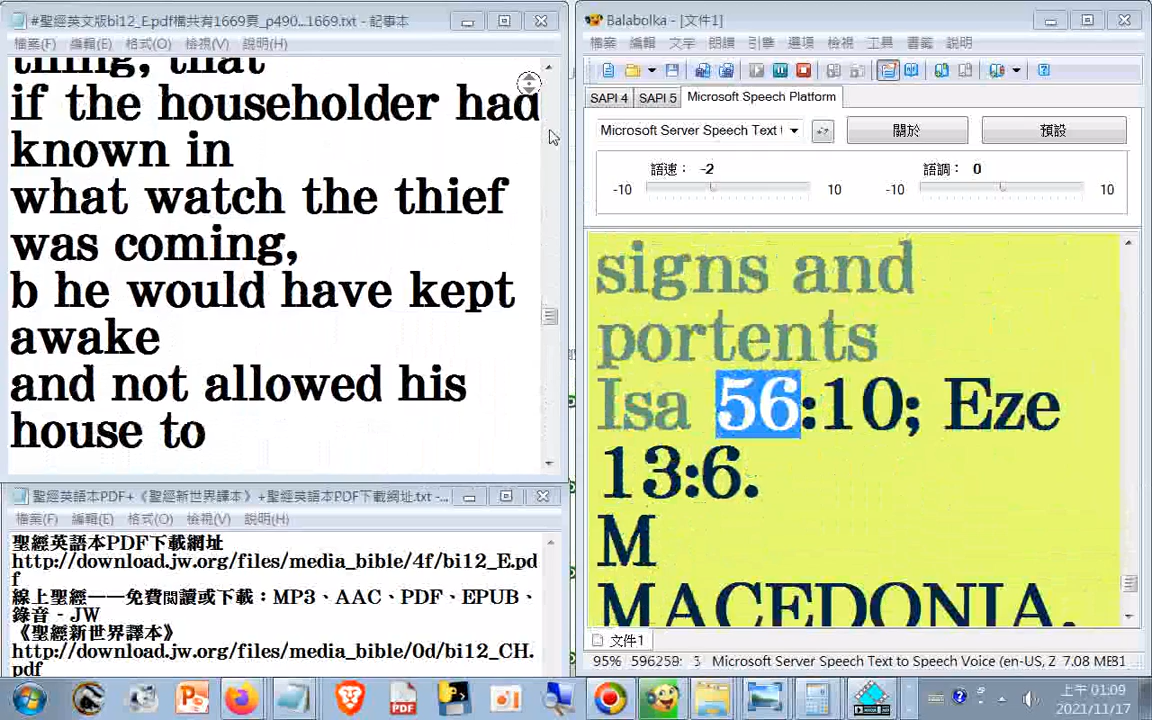 #聖經英文版bi12_E.pdf檔共有1669頁_p490...1669.txt - 記事本
檔案(F) 編輯(E) 格式(O) 檢視(V) 說明(H)
thing, that
if the householder had
known in
what watch the thief
was coming,
b he would have kept
awake
and not allowed his
house to
聖經英語本PDF+《聖經新世界譯本》+聖經英語本PDF下載網址.txt -...
檔案(F) 編輯(E) 格式(O) 檢視(V) 說明(H)
聖經英語本PDF下載網址
http://download.jw.org/files/media_bible/4f/bi12_E.pd
f
線上聖經——免費閱讀或下載：MP3、AAC、PDF、EPUB、
錄音 - JW
《聖經新世界譯本》
http://download.jw.org/files/media_bible/0d/bi12_CH.
pdf
Balabolka - [文件1]
檔案 編輯 文字 朗讀 引擎 選項 檢視 工具 書籤 說明
SAPI 4 SAPI 5 Microsoft Speech Platform
Microsoft Server Speech Text 關於 預設
語速： -2 語調： 0
-10 10 -10 10
signs and
portents
Isa 56:10; Eze
13:6.
M
MACEDONIA.
文件1
95% 596259: 3 Microsoft Server Speech Text to Speech Voice (en-US, Z 7.08 MB
PDF
上午 01:09
2021/11/17